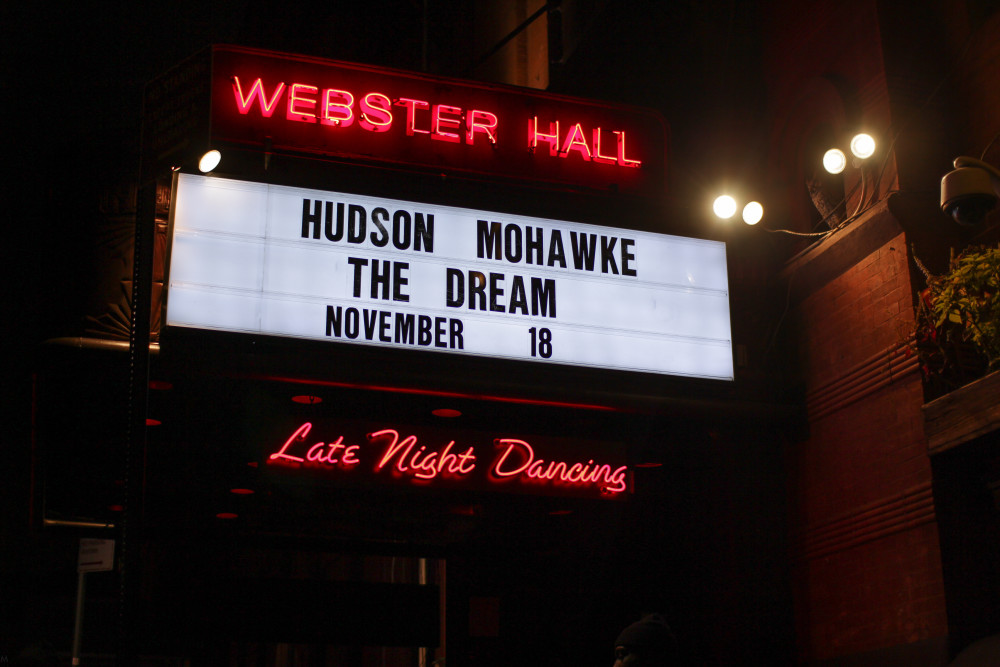 WEBSTER HALL
HUDSON MOHAWKE
THE DREAM
NOVEMBER 18
Late Night Dancing